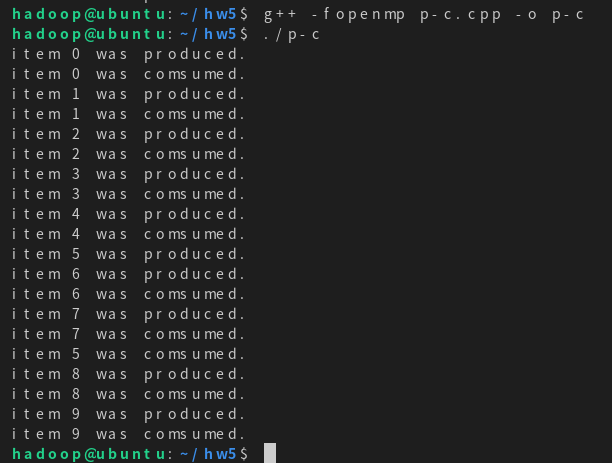 hadoop@ubuntu:~/hw5$ g++ -fopenmp p-c.cpp -o p-c
hadoop@ubuntu:~/hw5$ ./p-c
item 0 was produced.
item 0 was comsumed.
item 1 was produced.
item 1 was comsumed.
item 2 was produced.
item 2 was comsumed.
item 3 was produced.
item 3 was comsumed.
item 4 was produced.
item 4 was comsumed.
item 5 was produced.
item 6 was produced.
item 6 was comsumed.
item 7 was produced.
item 7 was comsumed.
item 5 was comsumed.
item 8 was produced.
item 8 was comsumed.
item 9 was produced.
item 9 was comsumed.
hadoop@ubuntu:~/hw5$